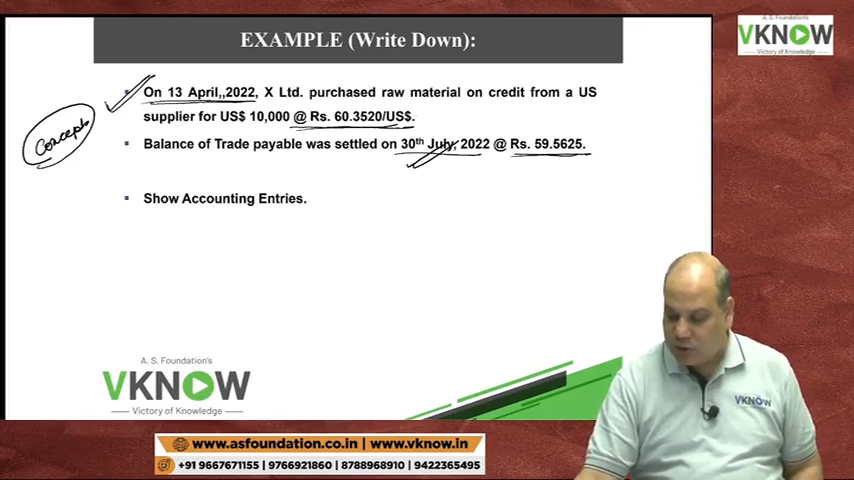 EXAMPLE (Write Down):
A. S. Foundation's
VKNOW
Victory of Knowledge
▪ On 13 April,,2022, X Ltd. purchased raw material on credit from a US
supplier for US$ 10,000 @ Rs. 60.3520/US$.
Concept
▪ Balance of Trade payable was settled on 30th July, 2022 @ Rs. 59.5625.
▪ Show Accounting Entries.
A. S. Foundation's
VKNOW
Victory of Knowledge
VKNOW
www.asfoundation.co.in | www.vknow.in
+91 9667671155 | 9766921860 | 8788968910 | 9422365495